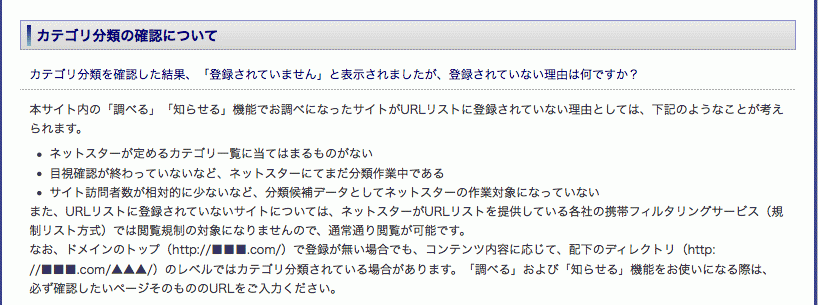 カテゴリ分類の確認について
カテゴリ分類を確認した結果、「登録されていません」と表示されましたが、登録されていない理由は何ですか？
本サイト内の「調べる」「知らせる」機能でお調べになったサイトがURLリストに登録されていない理由としては、下記のようなことが考え
られます。
• ネットスターが定めるカテゴリ一覧に当てはまるものがない
• 目視確認が終わっていないなど、ネットスターにてまだ分類作業中である
• サイト訪問者数が相対的に少ないなど、分類候補データとしてネットスターの作業対象になっていない
また、URLリストに登録されていないサイトについては、ネットスターがURLリストを提供している各社の携帯フィルタリングサービス（規
制リスト方式）では閲覧規制の対象になりませんので、通常通り閲覧が可能です。
なお、ドメインのトップ（http://■■■.com/）で登録が無い場合でも、コンテンツ内容に応じて、配下のディレクトリ（http:
//■■■.com/▲▲▲/）のレベルではカテゴリ分類されている場合があります。「調べる」および「知らせる」機能をお使いになる際は、
必ず確認したいページそのもののURLをご入力ください。